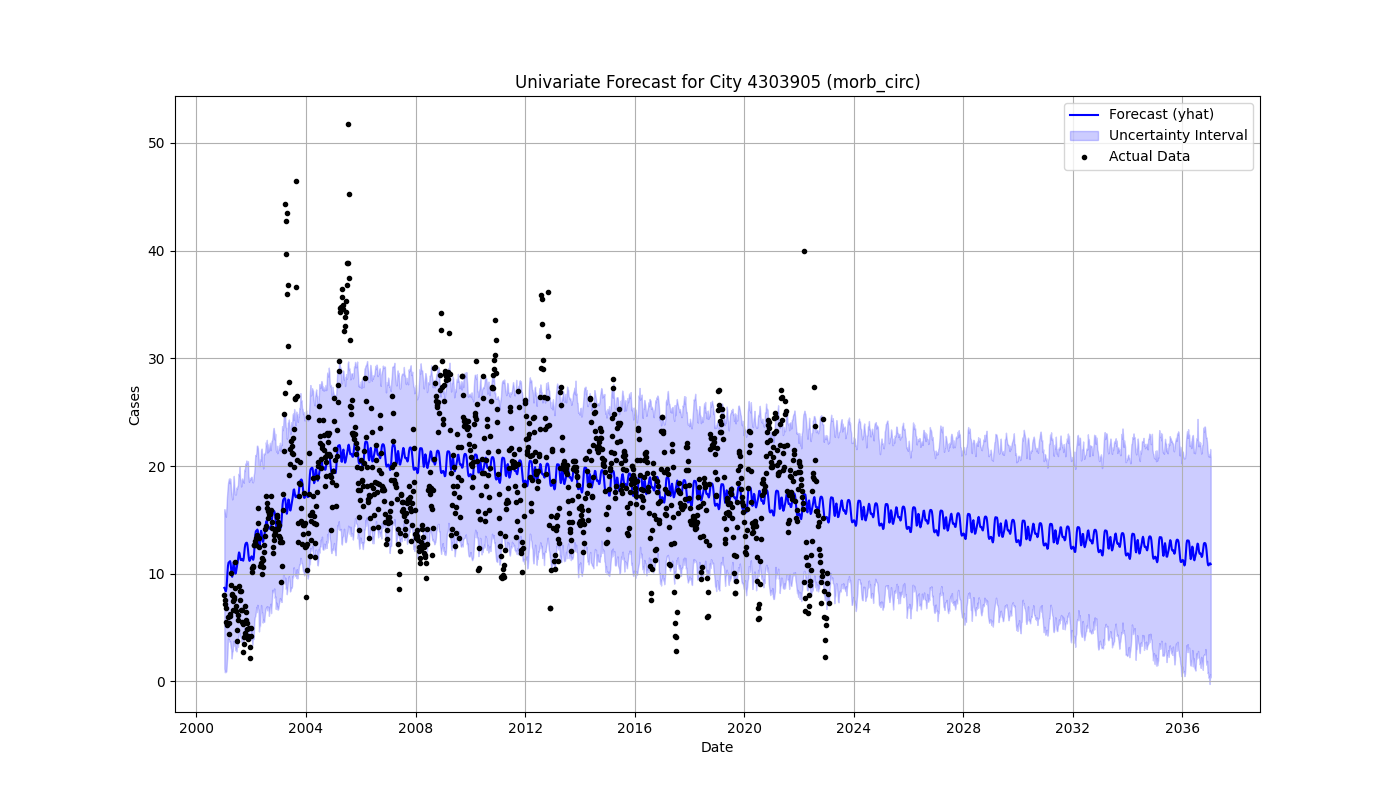 Univariate Forecast for City 4303905 (morb_circ)
Forecast (yhat)
Uncertainty Interval
Actual Data
Cases
50
40
30
20
10
0
2000 2004 2008 2012 2016 2020 2024 2028 2032 2036
Date